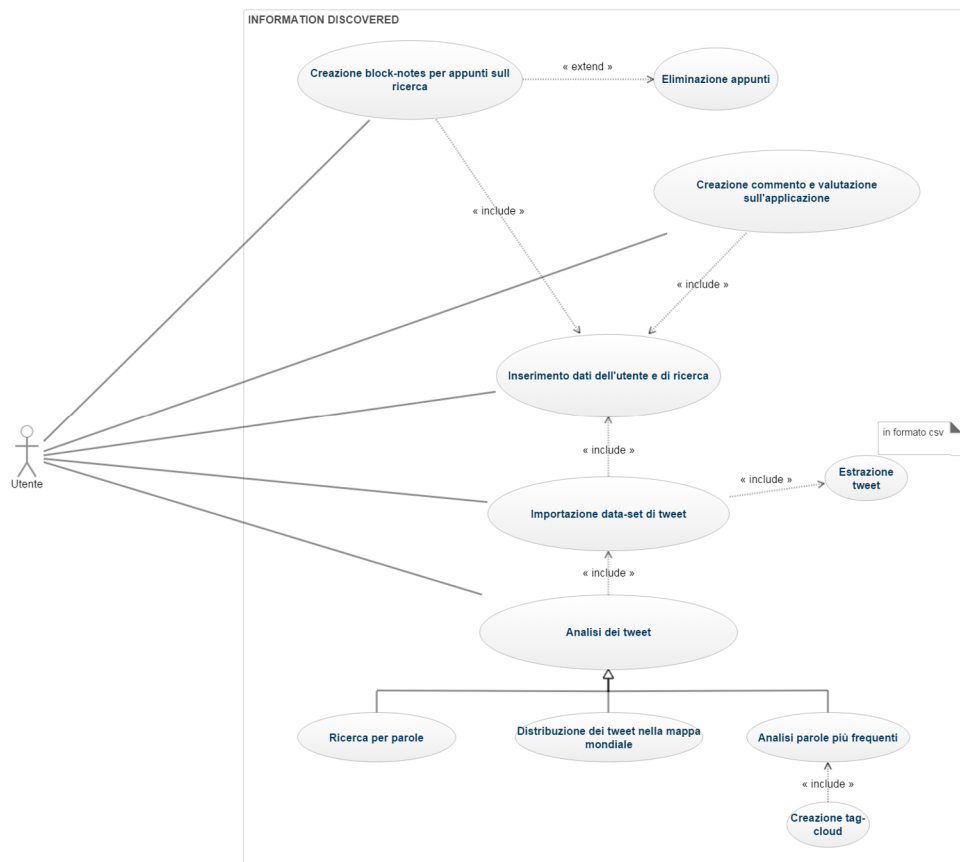 INFORMATION DISCOVERED
Creazione block-notes per appunti sull
ricerca
« extend »
Eliminazione appunti
Creazione commento e valutazione
sull'applicazione
« include »
« include »
Inserimento dati dell'utente e di ricerca
in formato csv
« include »
Estrazione
tweet
« include »
Utente
Importazione data-set di tweet
« include »
Analisi dei tweet
Ricerca per parole
Distribuzione dei tweet nella mappa
mondiale
Analisi parole più frequenti
« include »
Creazione tag-
cloud